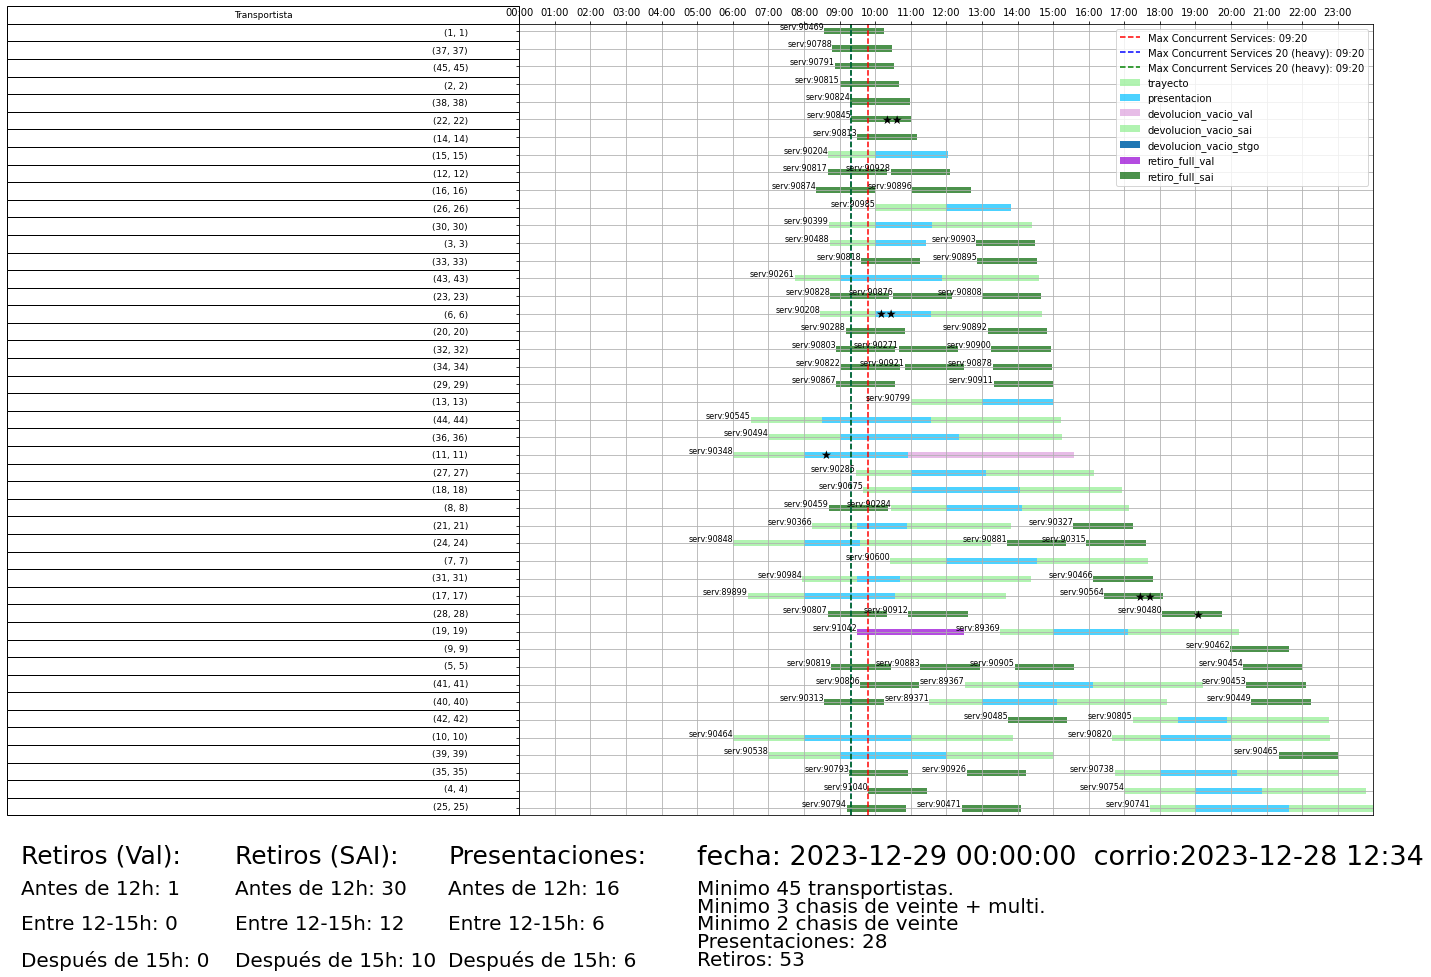 Transportista
00:00 01:00 02:00 03:00 04:00 05:00 06:00 07:00 08:00 09:00 10:00 11:00 12:00 13:00 14:00 15:00 16:00 17:00 18:00 19:00 20:00 21:00 22:00 23:00
Max Concurrent Services: 09:20
Max Concurrent Services 20 (heavy): 09:20
Max Concurrent Services 20 (heavy): 09:20
trayecto
presentacion
devolucion_vacio_val
devolucion_vacio_sai
devolucion_vacio_stgo
retiro_full_val
retiro_full_sai
(1, 1) serv:90469
(37, 37) serv:90788
(45, 45) serv:90791
(2, 2) serv:90815
(38, 38) serv:90824
(22, 22) serv:90845
(14, 14) serv:90813
(15, 15) serv:90204
(12, 12) serv:90817 serv:90928
(16, 16) serv:90874 serv:90896
(26, 26) serv:90985
(30, 30) serv:90399
(3, 3) serv:90488 serv:90903
(33, 33) serv:90818 serv:90895
(43, 43) serv:90261
(23, 23) serv:90828 serv:90876 serv:90808
(6, 6) serv:90208
(20, 20) serv:90288 serv:90892
(32, 32) serv:90803 serv:90271 serv:90900
(34, 34) serv:90822 serv:90921 serv:90878
(29, 29) serv:90867 serv:90911
(13, 13) serv:90799
(44, 44) serv:90545
(36, 36) serv:90494
(11, 11) serv:90348
(27, 27) serv:90285
(18, 18) serv:90675
(8, 8) serv:90459 serv:90284
(21, 21) serv:90366 serv:90327
(24, 24) serv:90848 serv:90881 serv:90315
(7, 7) serv:90600
(31, 31) serv:90984 serv:90466
(17, 17) serv:89899 serv:90564
(28, 28) serv:90807 serv:90912 serv:90480
(19, 19) serv:91042 serv:89369
(9, 9) serv:90462
(5, 5) serv:90819 serv:90883 serv:90905 serv:90454
(41, 41) serv:90806 serv:89367 serv:90453
(40, 40) serv:90313 serv:89371 serv:90449
(42, 42) serv:90485 serv:90805
(10, 10) serv:90464 serv:90820
(39, 39) serv:90538 serv:90465
(35, 35) serv:90793 serv:90926 serv:90738
(4, 4) serv:91040 serv:90754
(25, 25) serv:90794 serv:90471 serv:90741
Retiros (Val):
Antes de 12h: 1
Entre 12-15h: 0
Después de 15h: 0
Retiros (SAI):
Antes de 12h: 30
Entre 12-15h: 12
Después de 15h: 10
Presentaciones:
Antes de 12h: 16
Entre 12-15h: 6
Después de 15h: 6
fecha: 2023-12-29 00:00:00 corrio:2023-12-28 12:34
Minimo 45 transportistas.
Minimo 3 chasis de veinte + multi.
Minimo 2 chasis de veinte
Presentaciones: 28
Retiros: 53